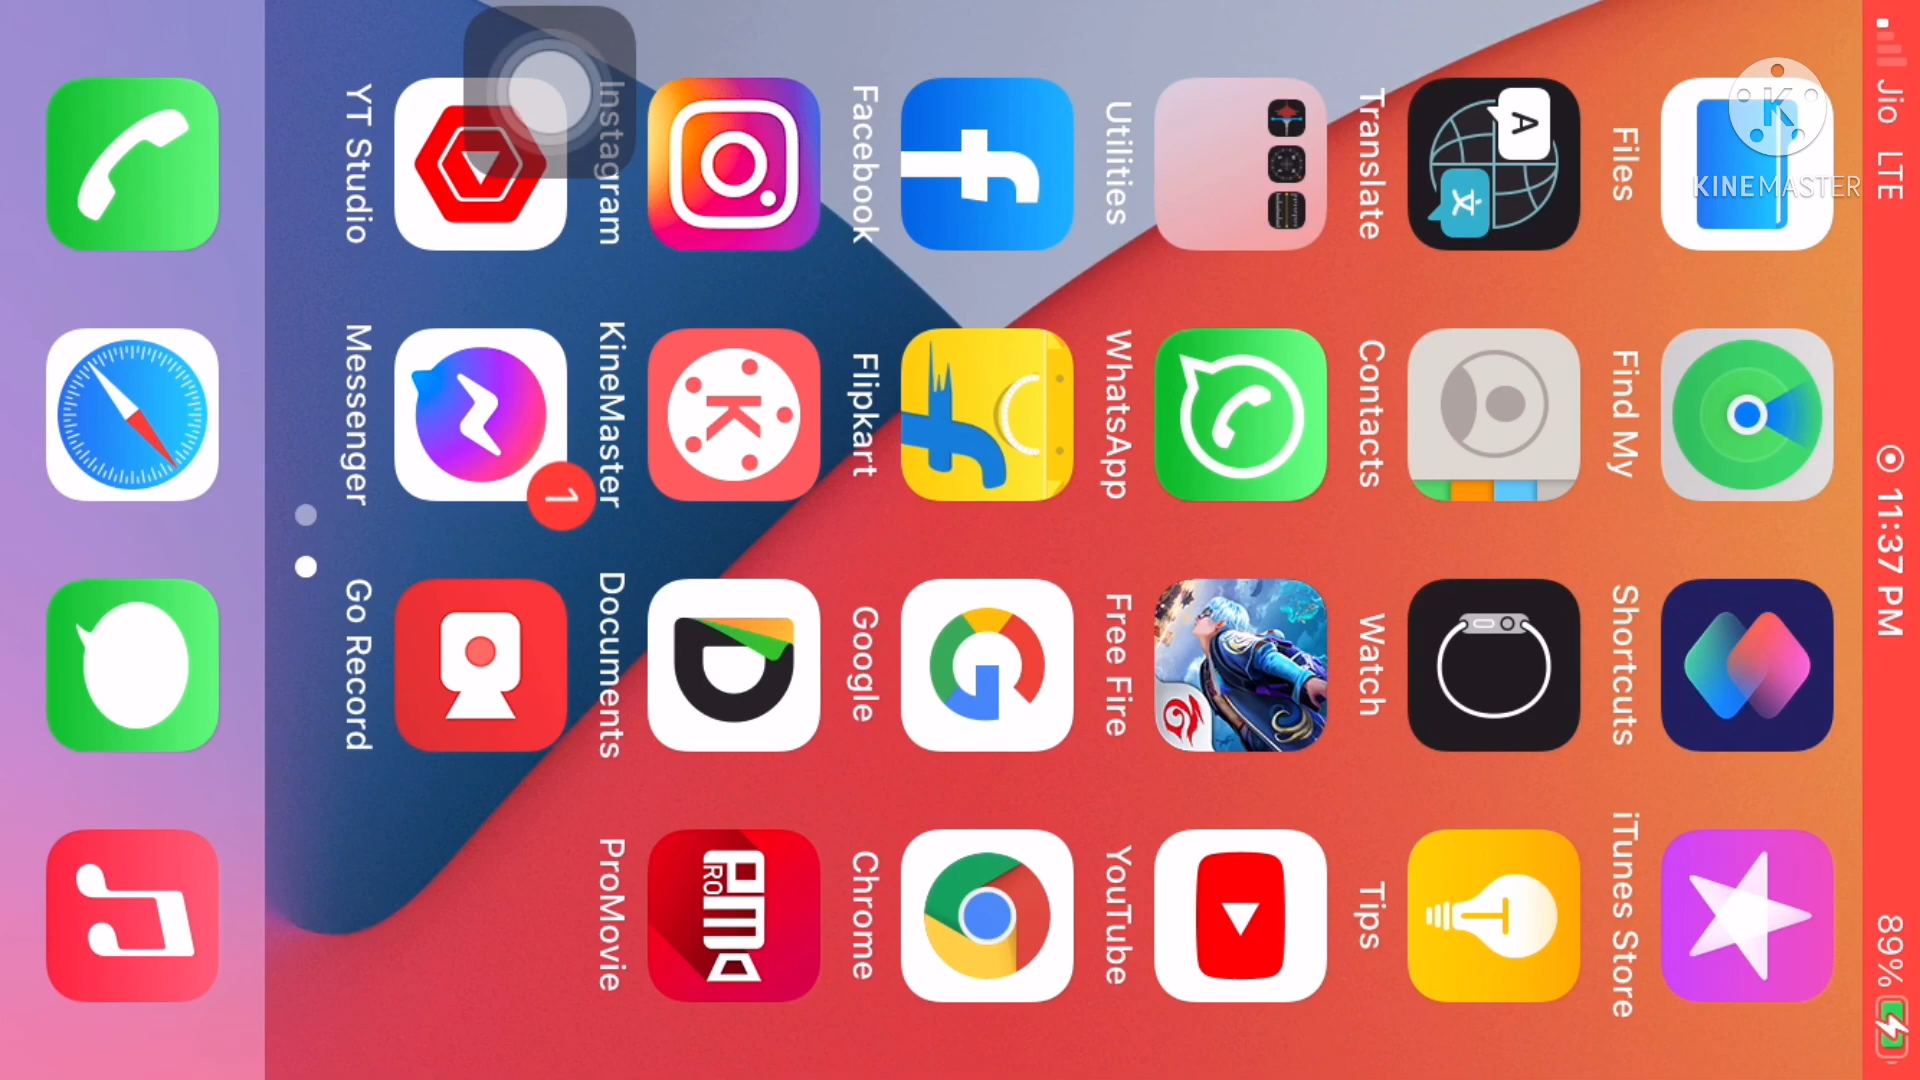 Jio LTE 11:37 PM 89%
KINEMASTER
Files Find My Shortcuts iTunes Store
Translate Contacts Watch Tips
Utilities WhatsApp Free Fire YouTube
Facebook Flipkart Google Chrome
Instagram KineMaster Documents ProMovie
1
YT Studio Messenger Go Record